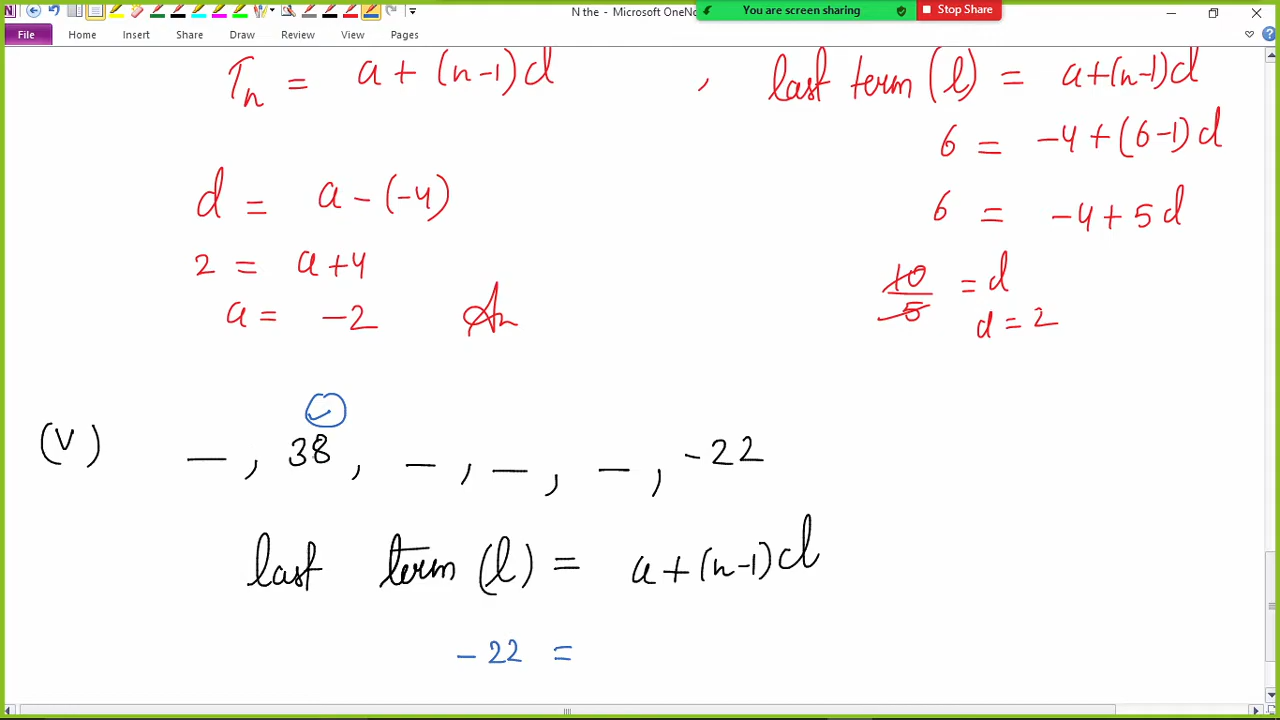 N the - Microsoft OneNo
You are screen sharing
Stop Share
File Home Insert Share Draw Review View Pages
Tn = a + (n-1)d , last term (l) = a+(n-1)d
6 = -4 + (6-1)d
d = a - (-4)
6 = -4 + 5d
2 = a+4
10/5 = d
a = -2 An
d = 2
(V) _ , 38 , _ , _ , _ , -22
last term (l) = a + (n-1)d
-22 =